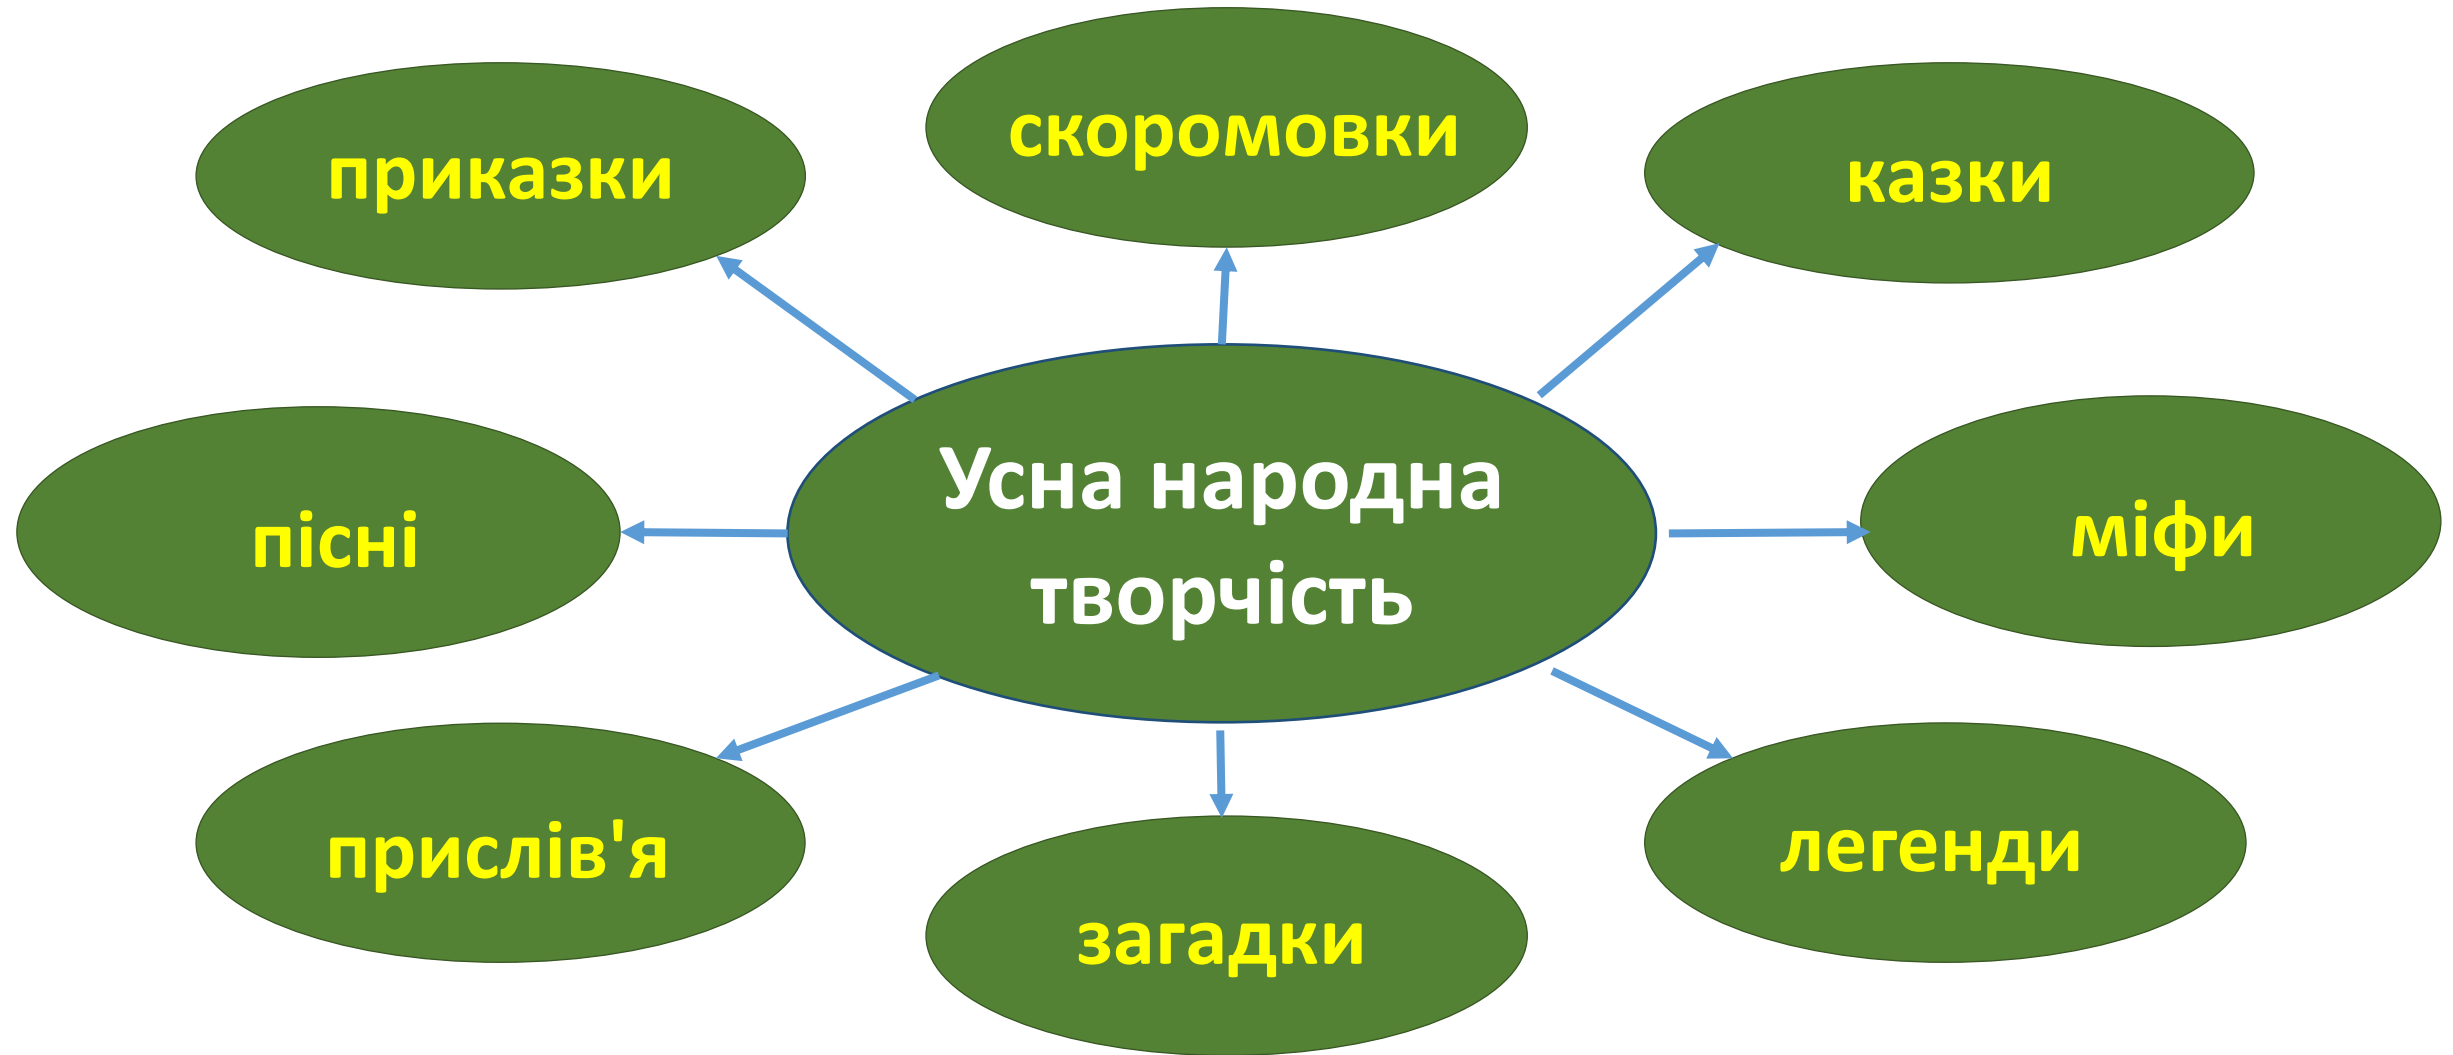 скоромовки
приказки
казки
Усна народна
творчість
пісні
міфи
прислів'я
легенди
загадки